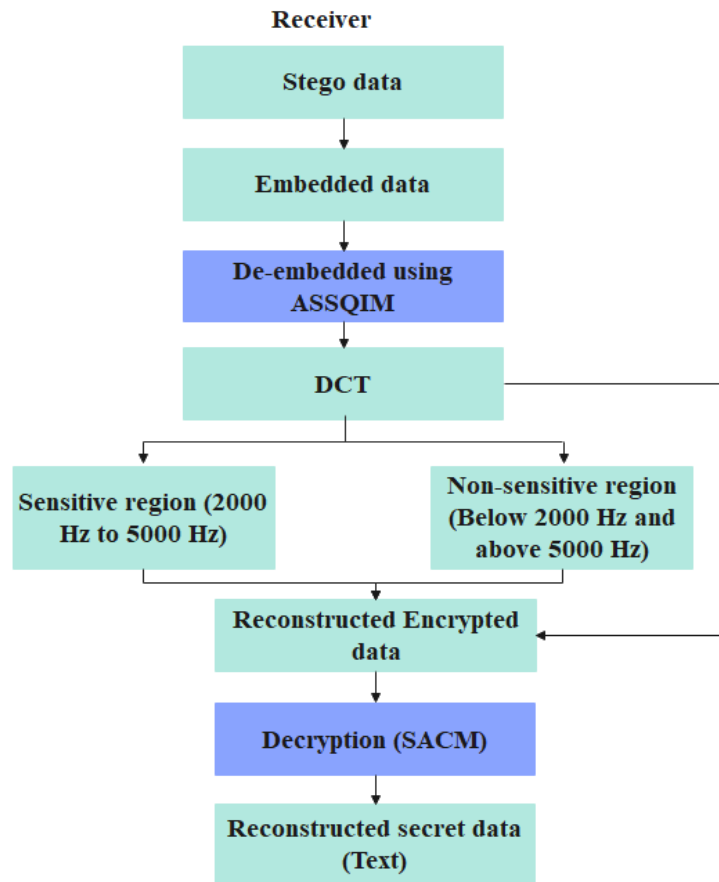 Receiver
Stego data
Embedded data
De-embedded using
ASSQIM
DCT
Sensitive region (2000
Hz to 5000 Hz)
Non-sensitive region
(Below 2000 Hz and
above 5000 Hz)
Reconstructed Encrypted
data
Decryption (SACM)
Reconstructed secret data
(Text)